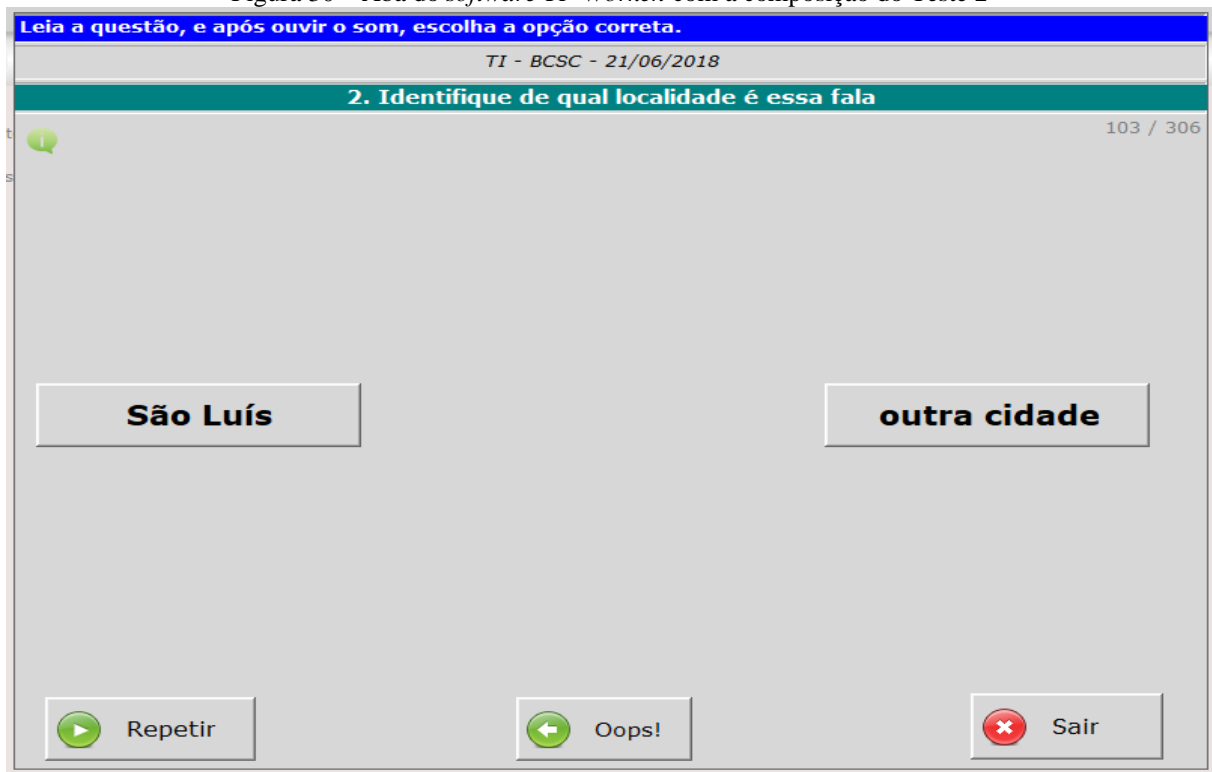 Leia a questão, e após ouvir o som, escolha a opção correta.
TI - BCSC - 21/06/2018
2. Identifique de qual localidade é essa fala
103 / 306
São Luís
outra cidade
Repetir
Oops!
Sair